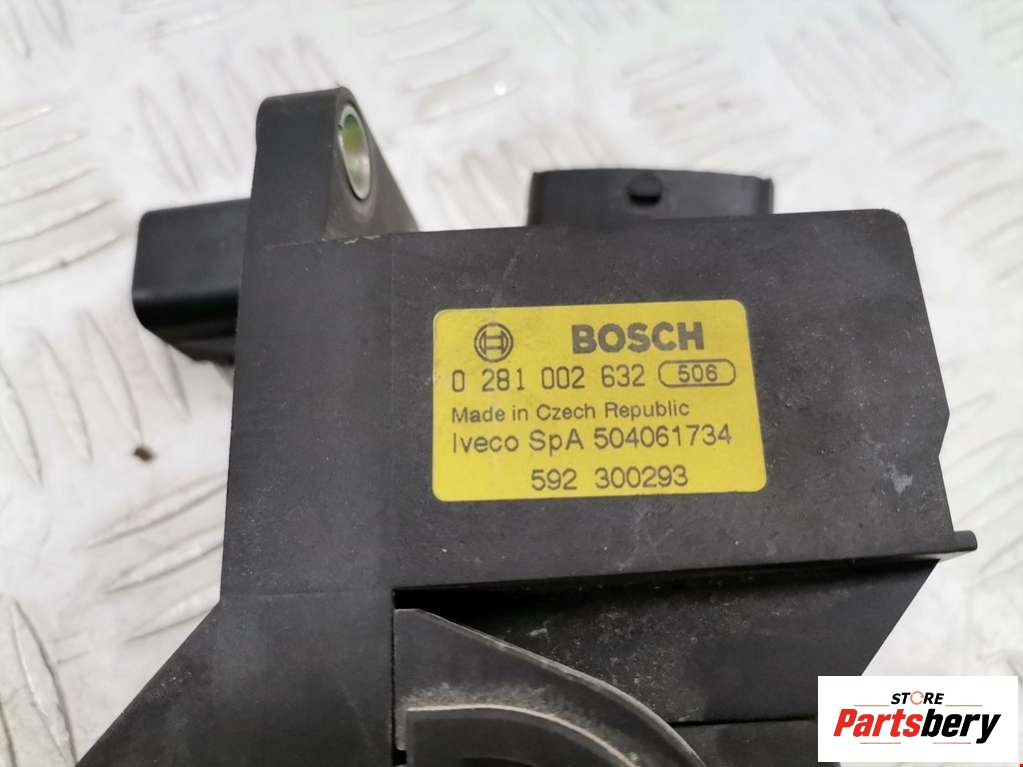 BOSCH
0 281 002 632 506
Made in Czech Republic
Iveco SpA 504061734
592 300293
STORE
Partsbery